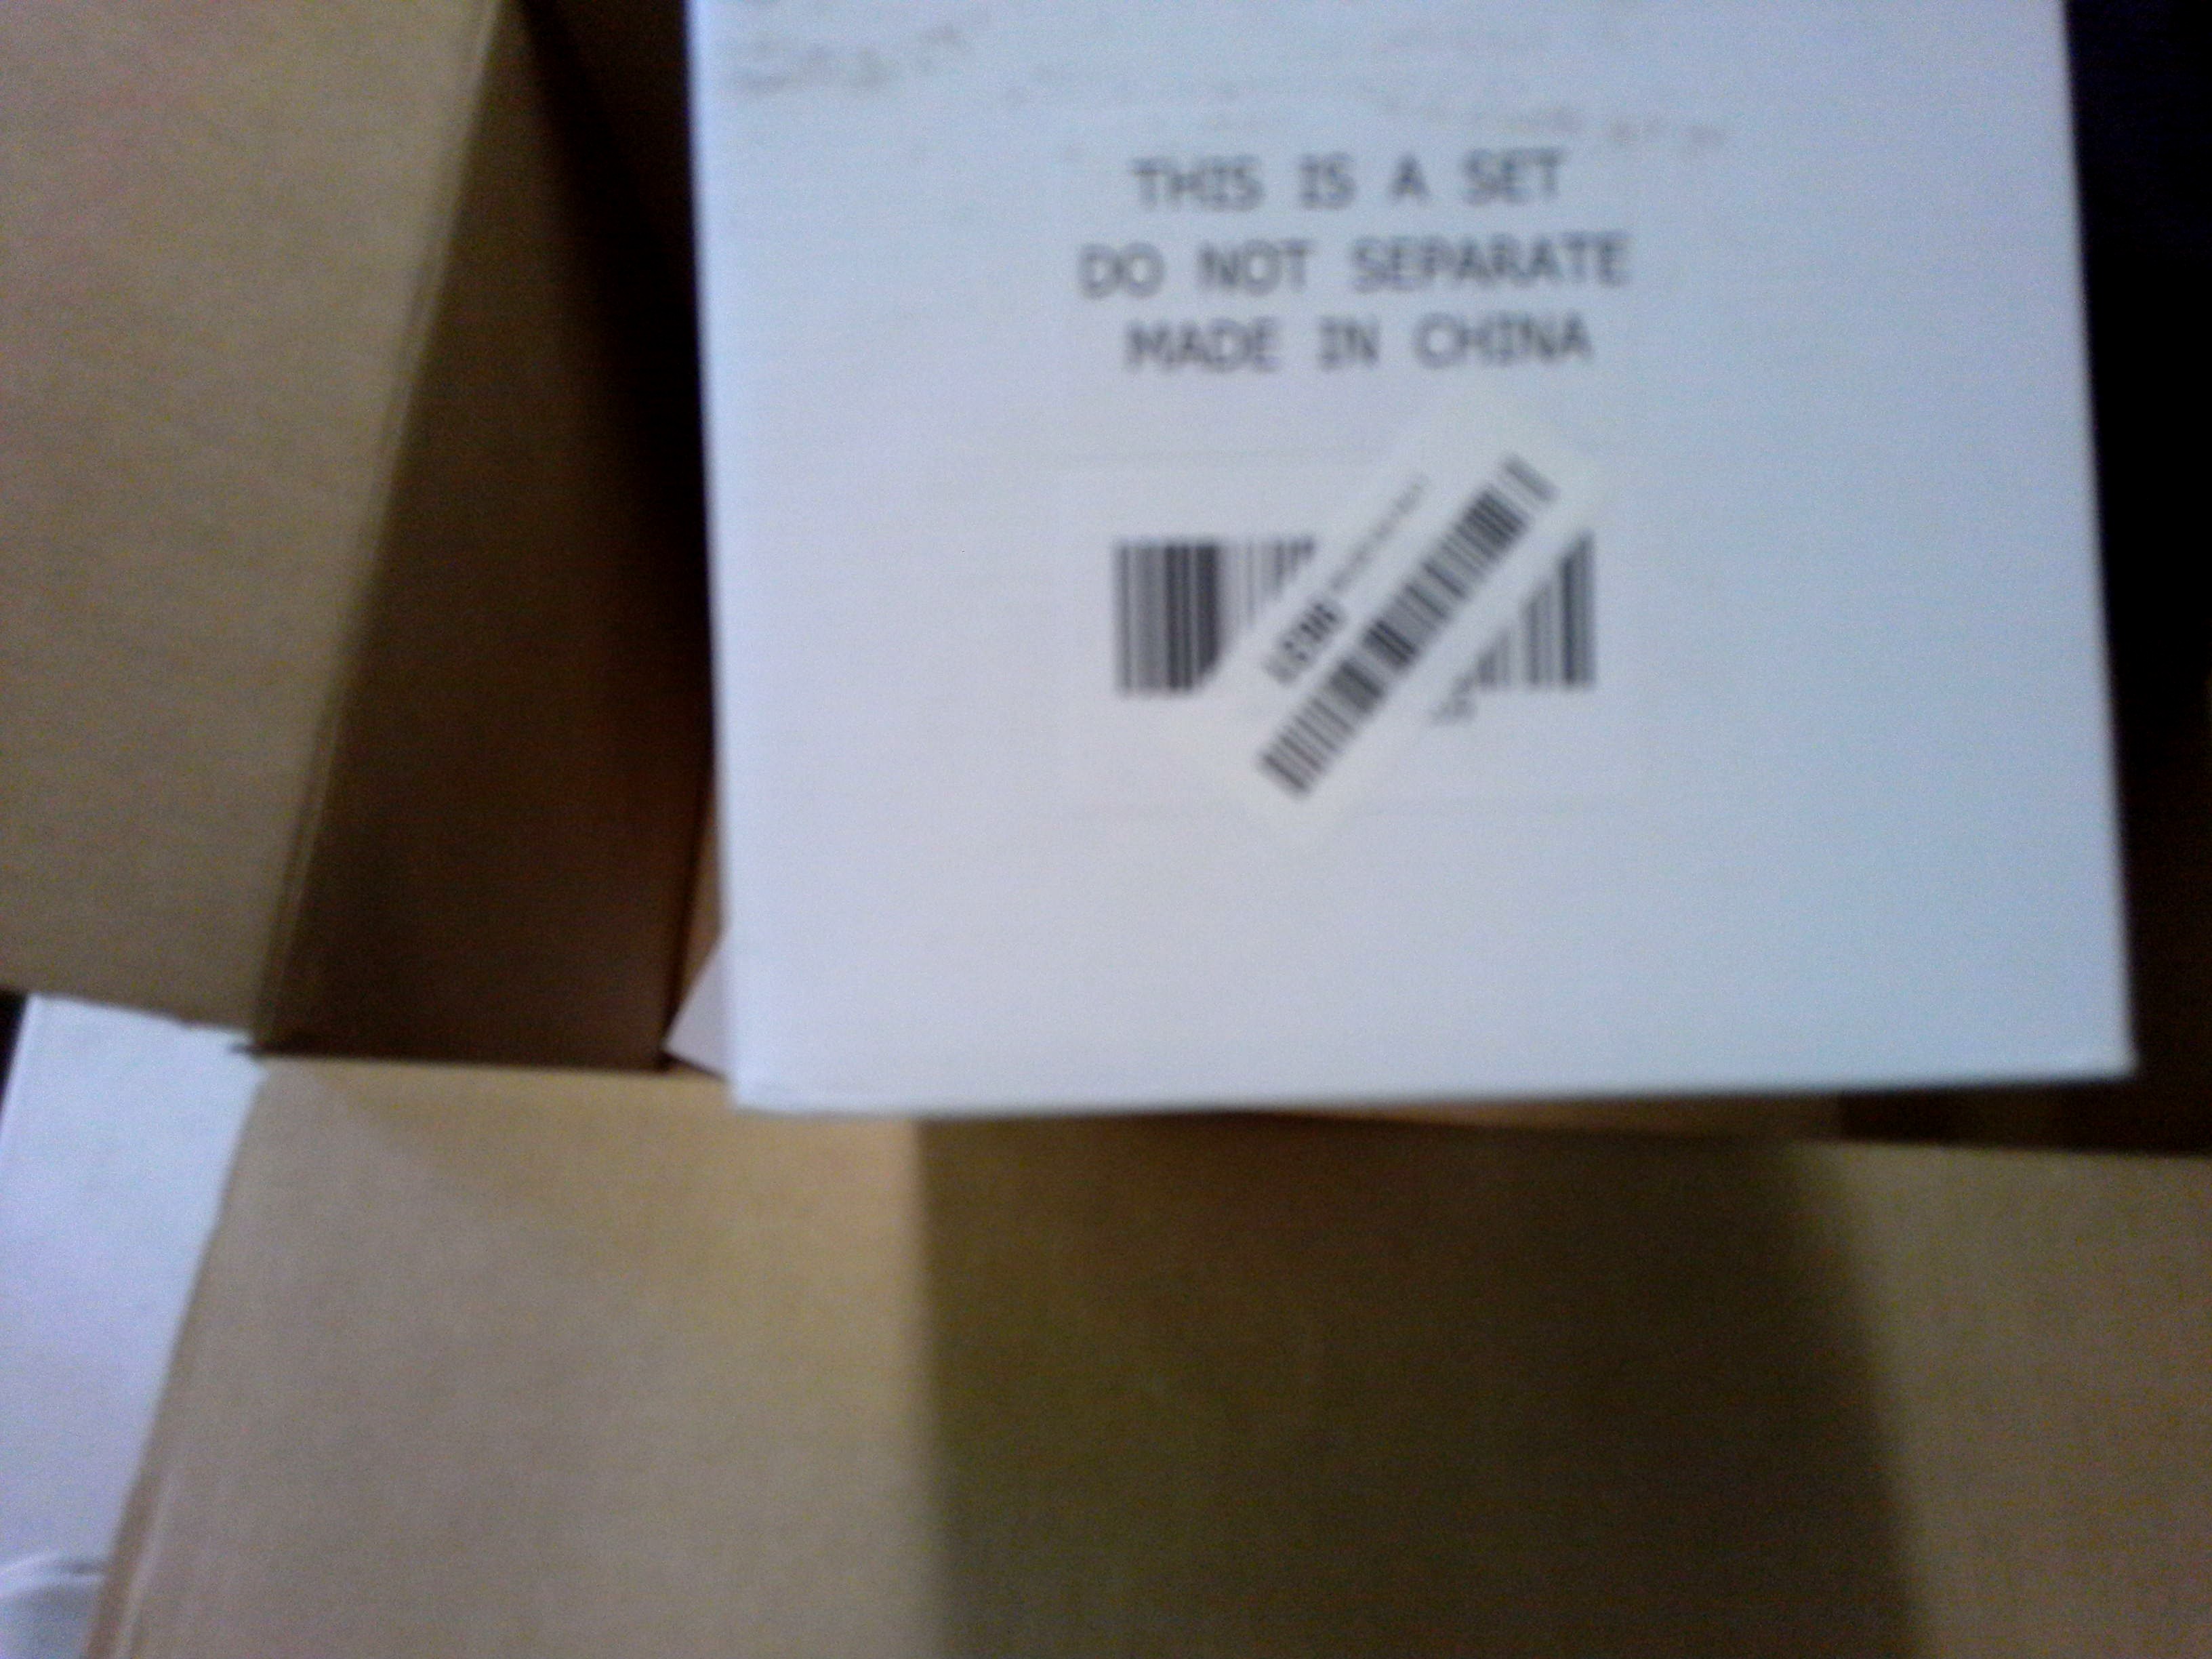 THIS IS A SET
DO NOT SEPARATE
MADE IN CHINA